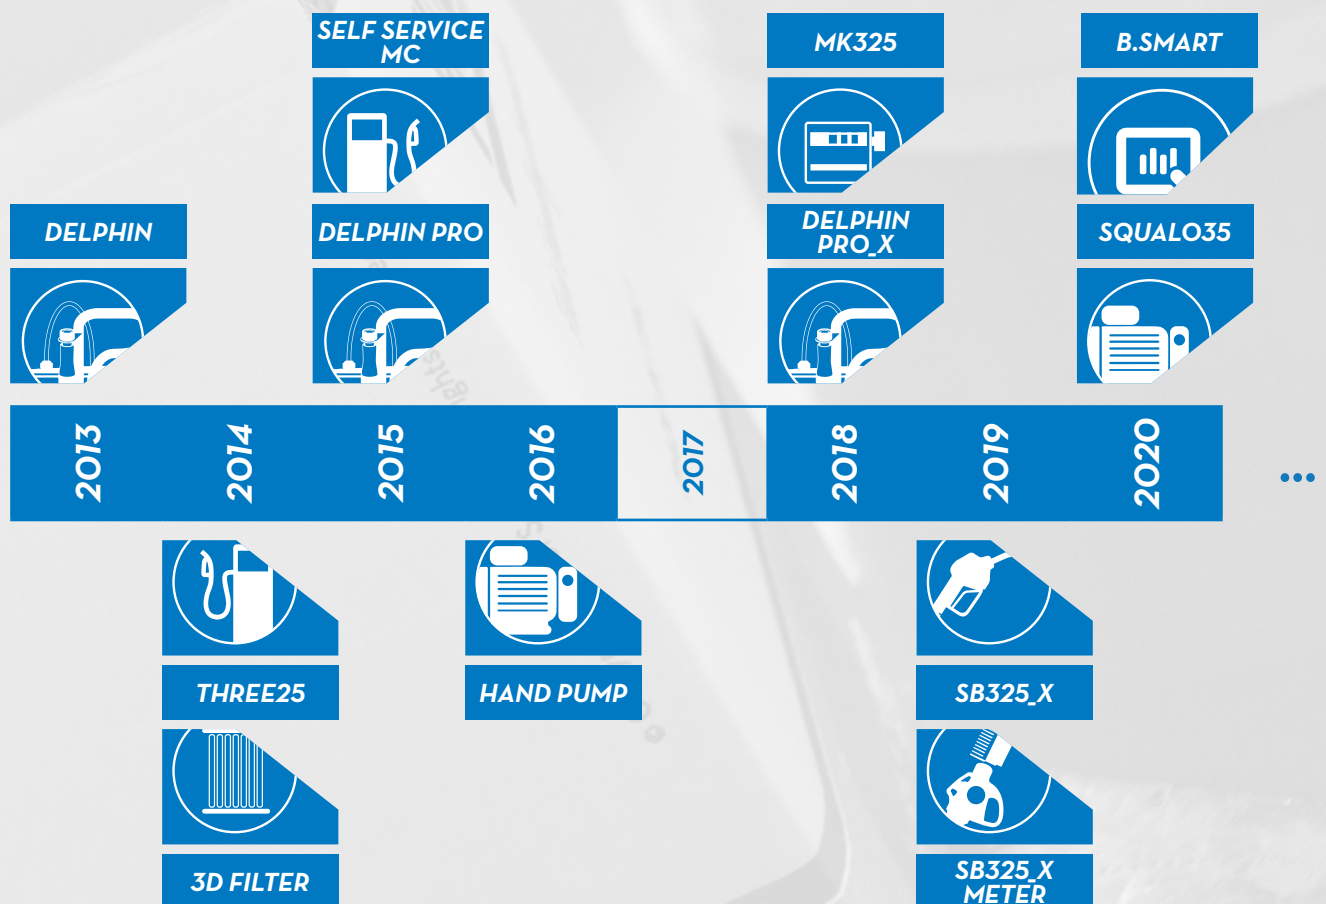 SELF SERVICE
MC
MK325
B.SMART
DELPHIN
DELPHIN PRO
DELPHIN
PRO_X
SQUALO35
2013
2014
2015
2016
2017
2018
2019
2020
...
THREE25
HAND PUMP
SB325_X
3D FILTER
SB325_X
METER